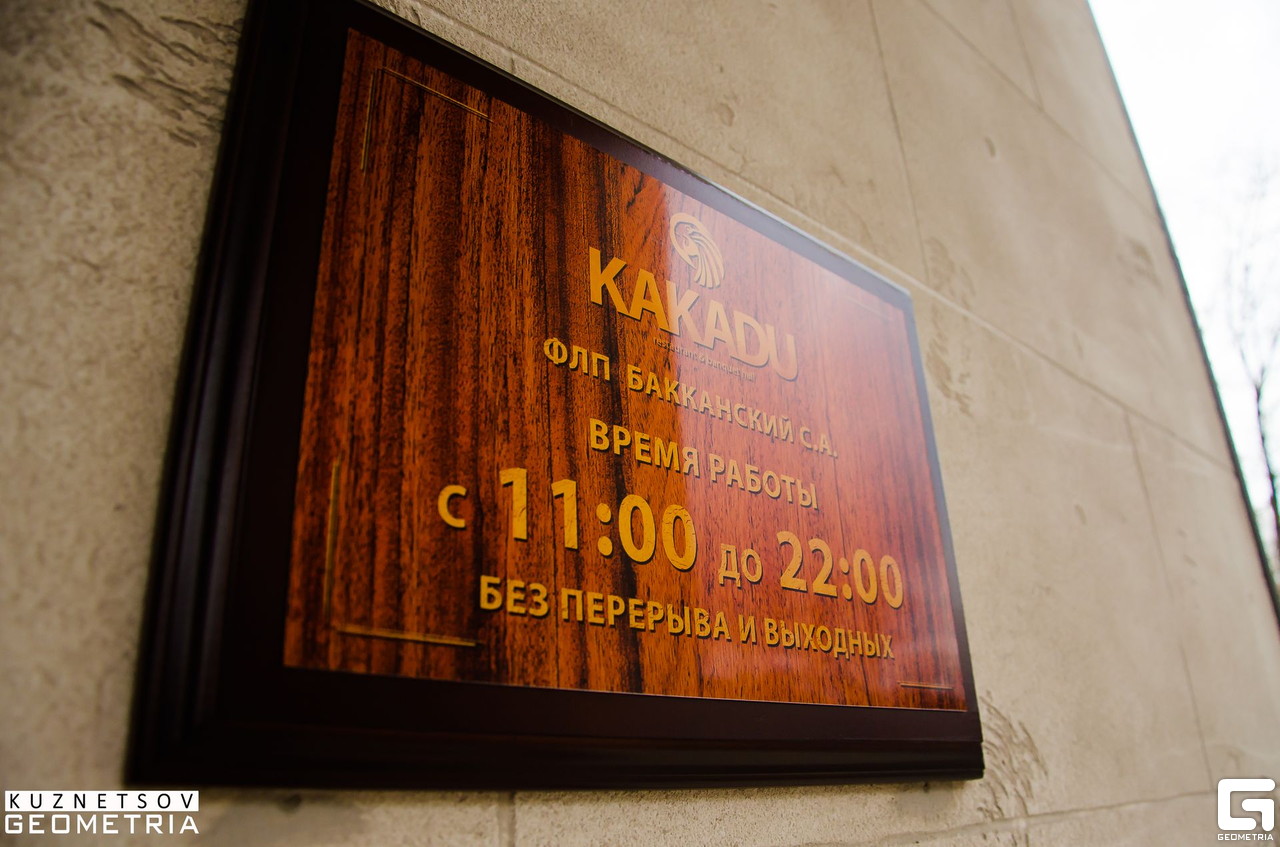 KAKADU
ФЛП БАККАНСКИЙ С.А.
ВРЕМЯ РАБОТЫ
С 11:00 ДО 22:00
БЕЗ ПЕРЕРЫВА И ВЫХОДНЫХ
KUZNETSOV
GEOMETRIA
GEOMETRIA